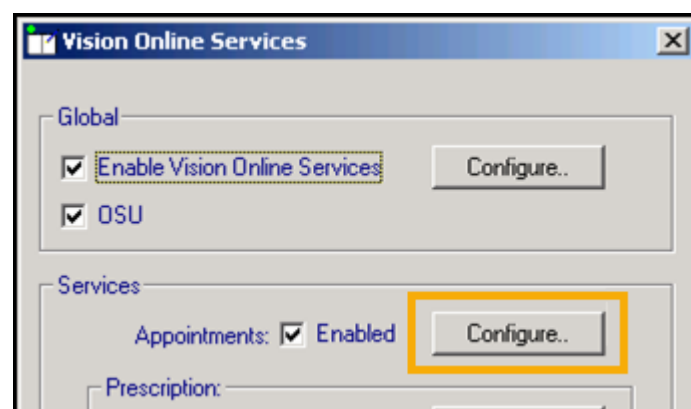 Vision Online Services
Global
Enable Vision Online Services Configure..
OSU
Services
Appointments: Enabled Configure..
Prescription: